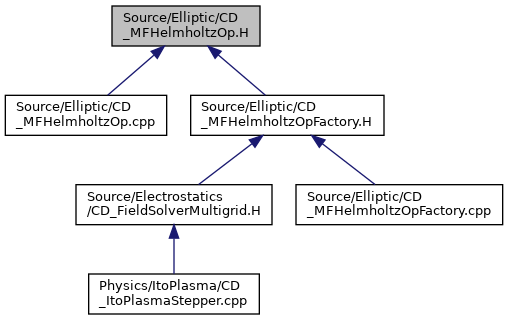 Source/Elliptic/CD
_MFHelmholtzOp.H
Source/Elliptic/CD
_MFHelmholtzOp.cpp
Source/Elliptic/CD
_MFHelmholtzOpFactory.H
Source/Electrostatics
/CD_FieldSolverMultigrid.H
Source/Elliptic/CD
_MFHelmholtzOpFactory.cpp
Physics/ItoPlasma/CD
_ItoPlasmaStepper.cpp